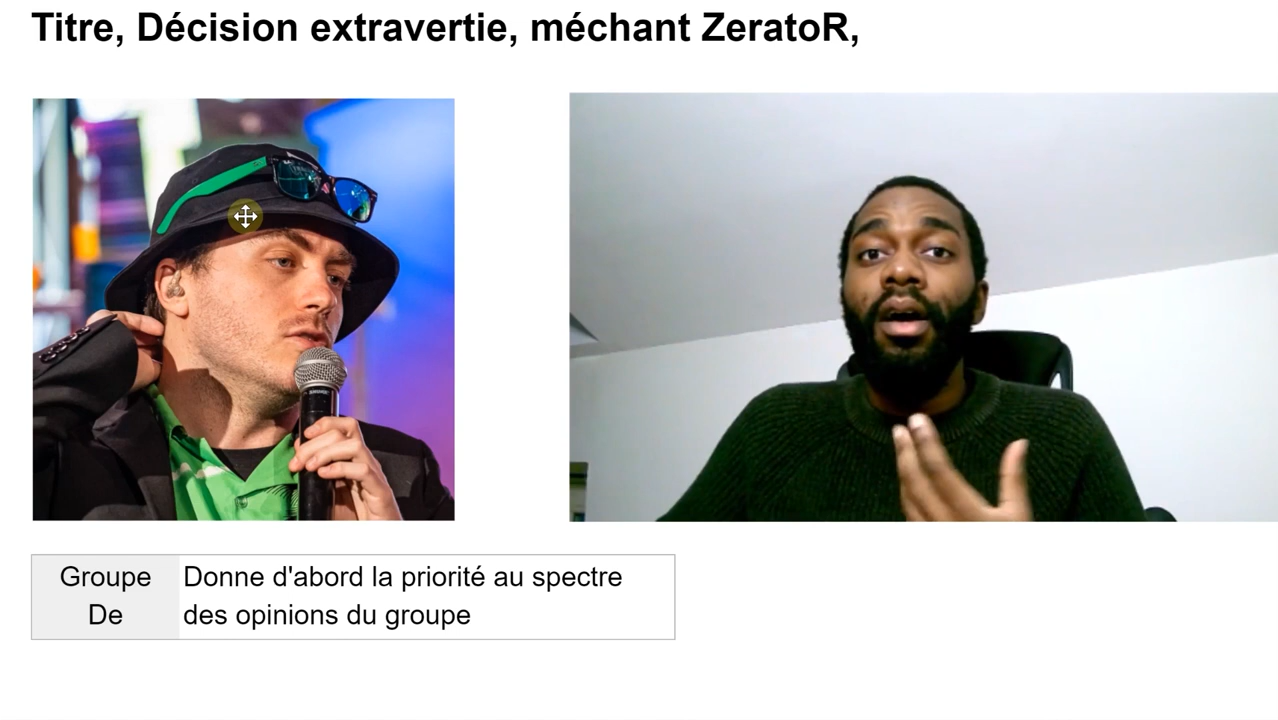 Titre, Décision extravertie, méchant ZeratoR,
Groupe
De
Donne d'abord la priorité au spectre
des opinions du groupe